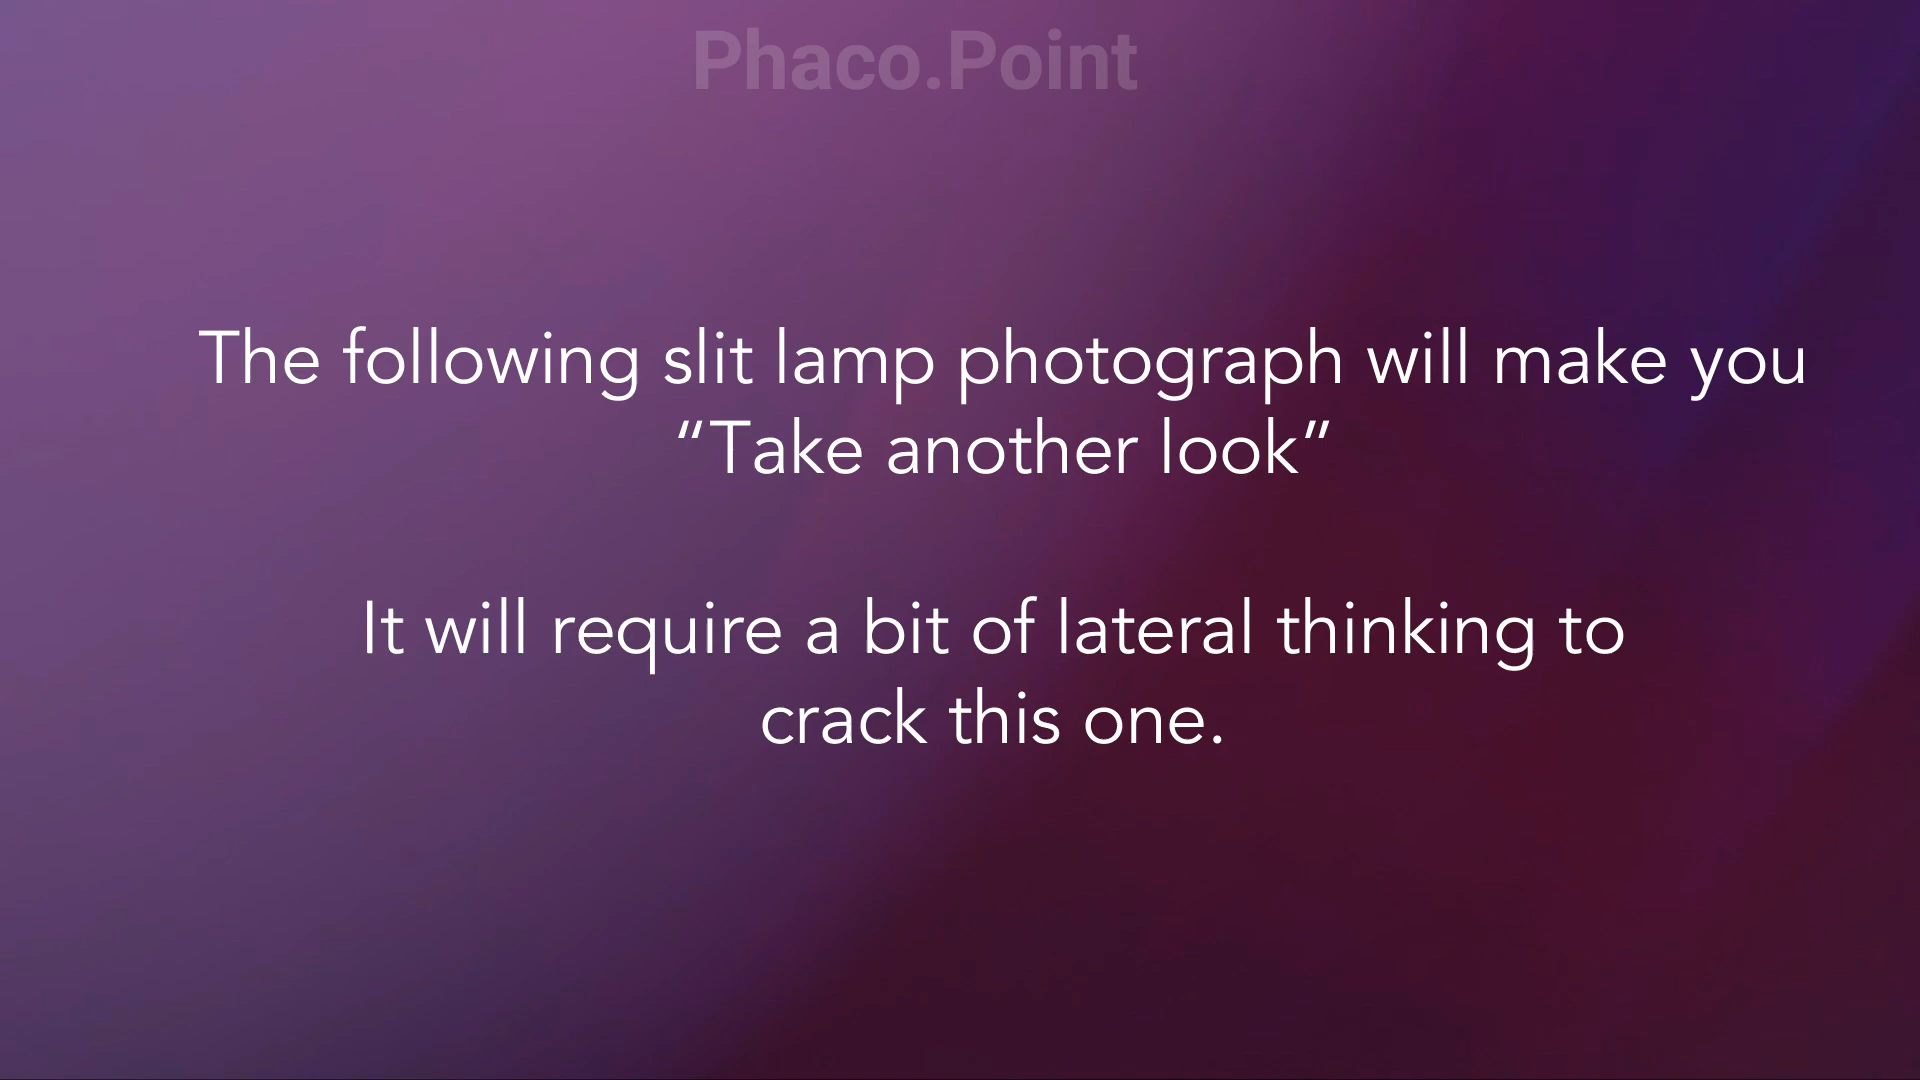 Phaco.Point
The following slit lamp photograph will make you
“Take another look”
It will require a bit of lateral thinking to
crack this one.